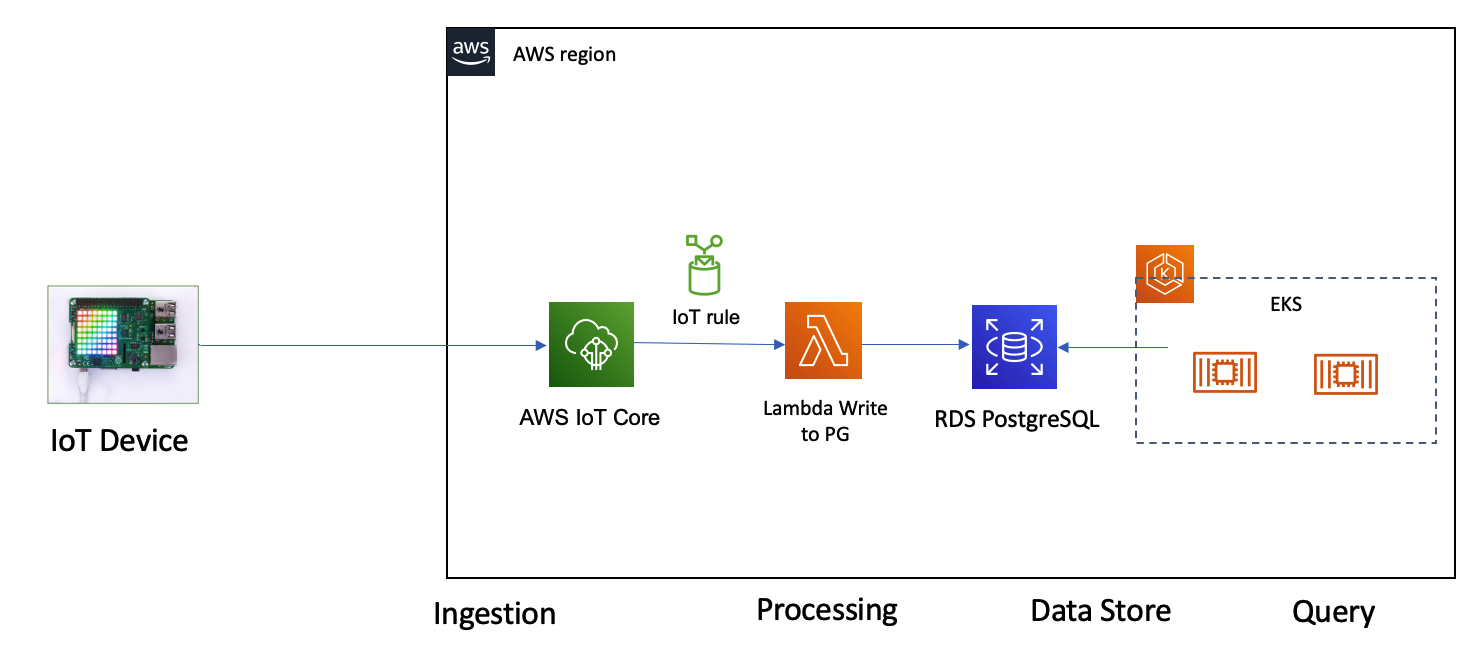 aws
AWS region
IoT rule
EKS
K
AWS IoT Core
Lambda Write
to PG
RDS PostgreSQL
IoT Device
Ingestion
Processing
Data Store
Query